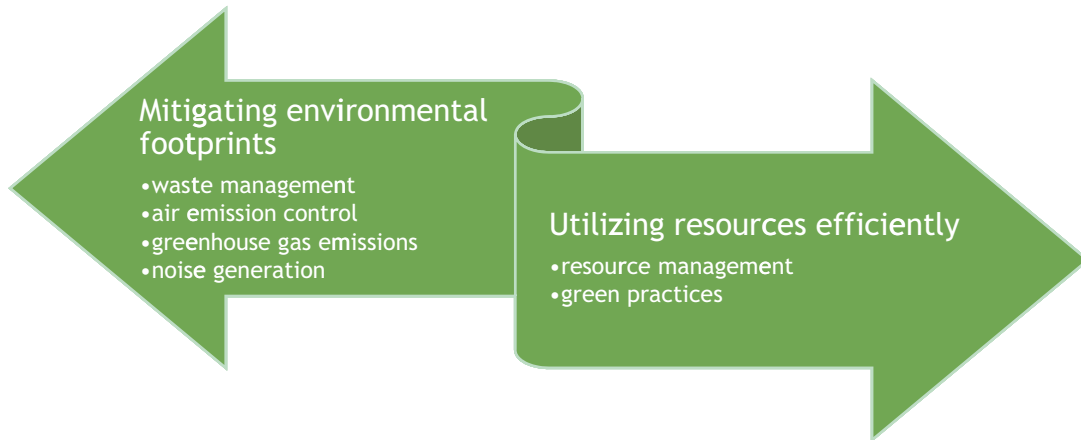 Mitigating environmental
footprints
•waste management
•air emission control
•greenhouse gas emissions
•noise generation
Utilizing resources efficiently
•resource management
•green practices